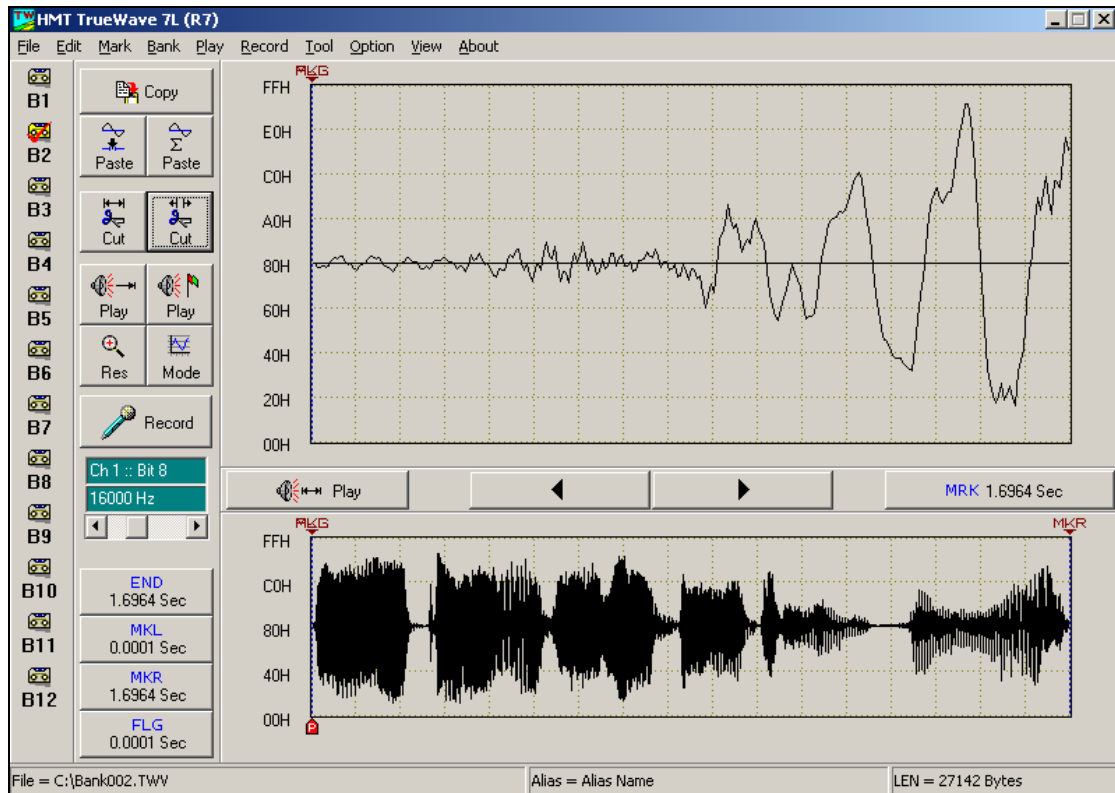 HMT TrueWave 7L (R7)
File Edit Mark Bank Play Record Tool Option View About
B1
B2
B3
B4
B5
B6
B7
B8
B9
B10
B11
B12
Copy
Paste Paste
Cut Cut
Play Play
Res Mode
Record
Ch 1 :: Bit 8
16000 Hz
END
1.6964 Sec
MKL
0.0001 Sec
MKR
1.6964 Sec
FLG
0.0001 Sec
FFH
E0H
C0H
A0H
80H
60H
40H
20H
00H
Play
MRK 1.6964 Sec
MKR
FFH
C0H
80H
40H
00H
P
File = C:\Bank002.TWV
Alias = Alias Name
LEN = 27142 Bytes